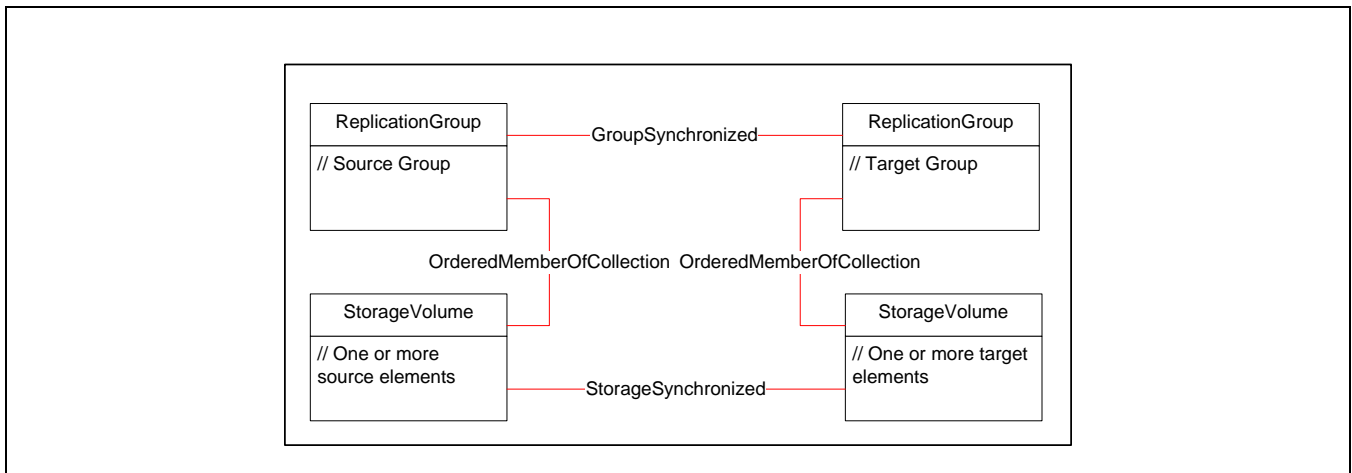 ReplicationGroup
// Source Group
GroupSynchronized
ReplicationGroup
// Target Group
OrderedMemberOfCollection
OrderedMemberOfCollection
StorageVolume
// One or more
source elements
StorageSynchronized
StorageVolume
// One or more target
elements